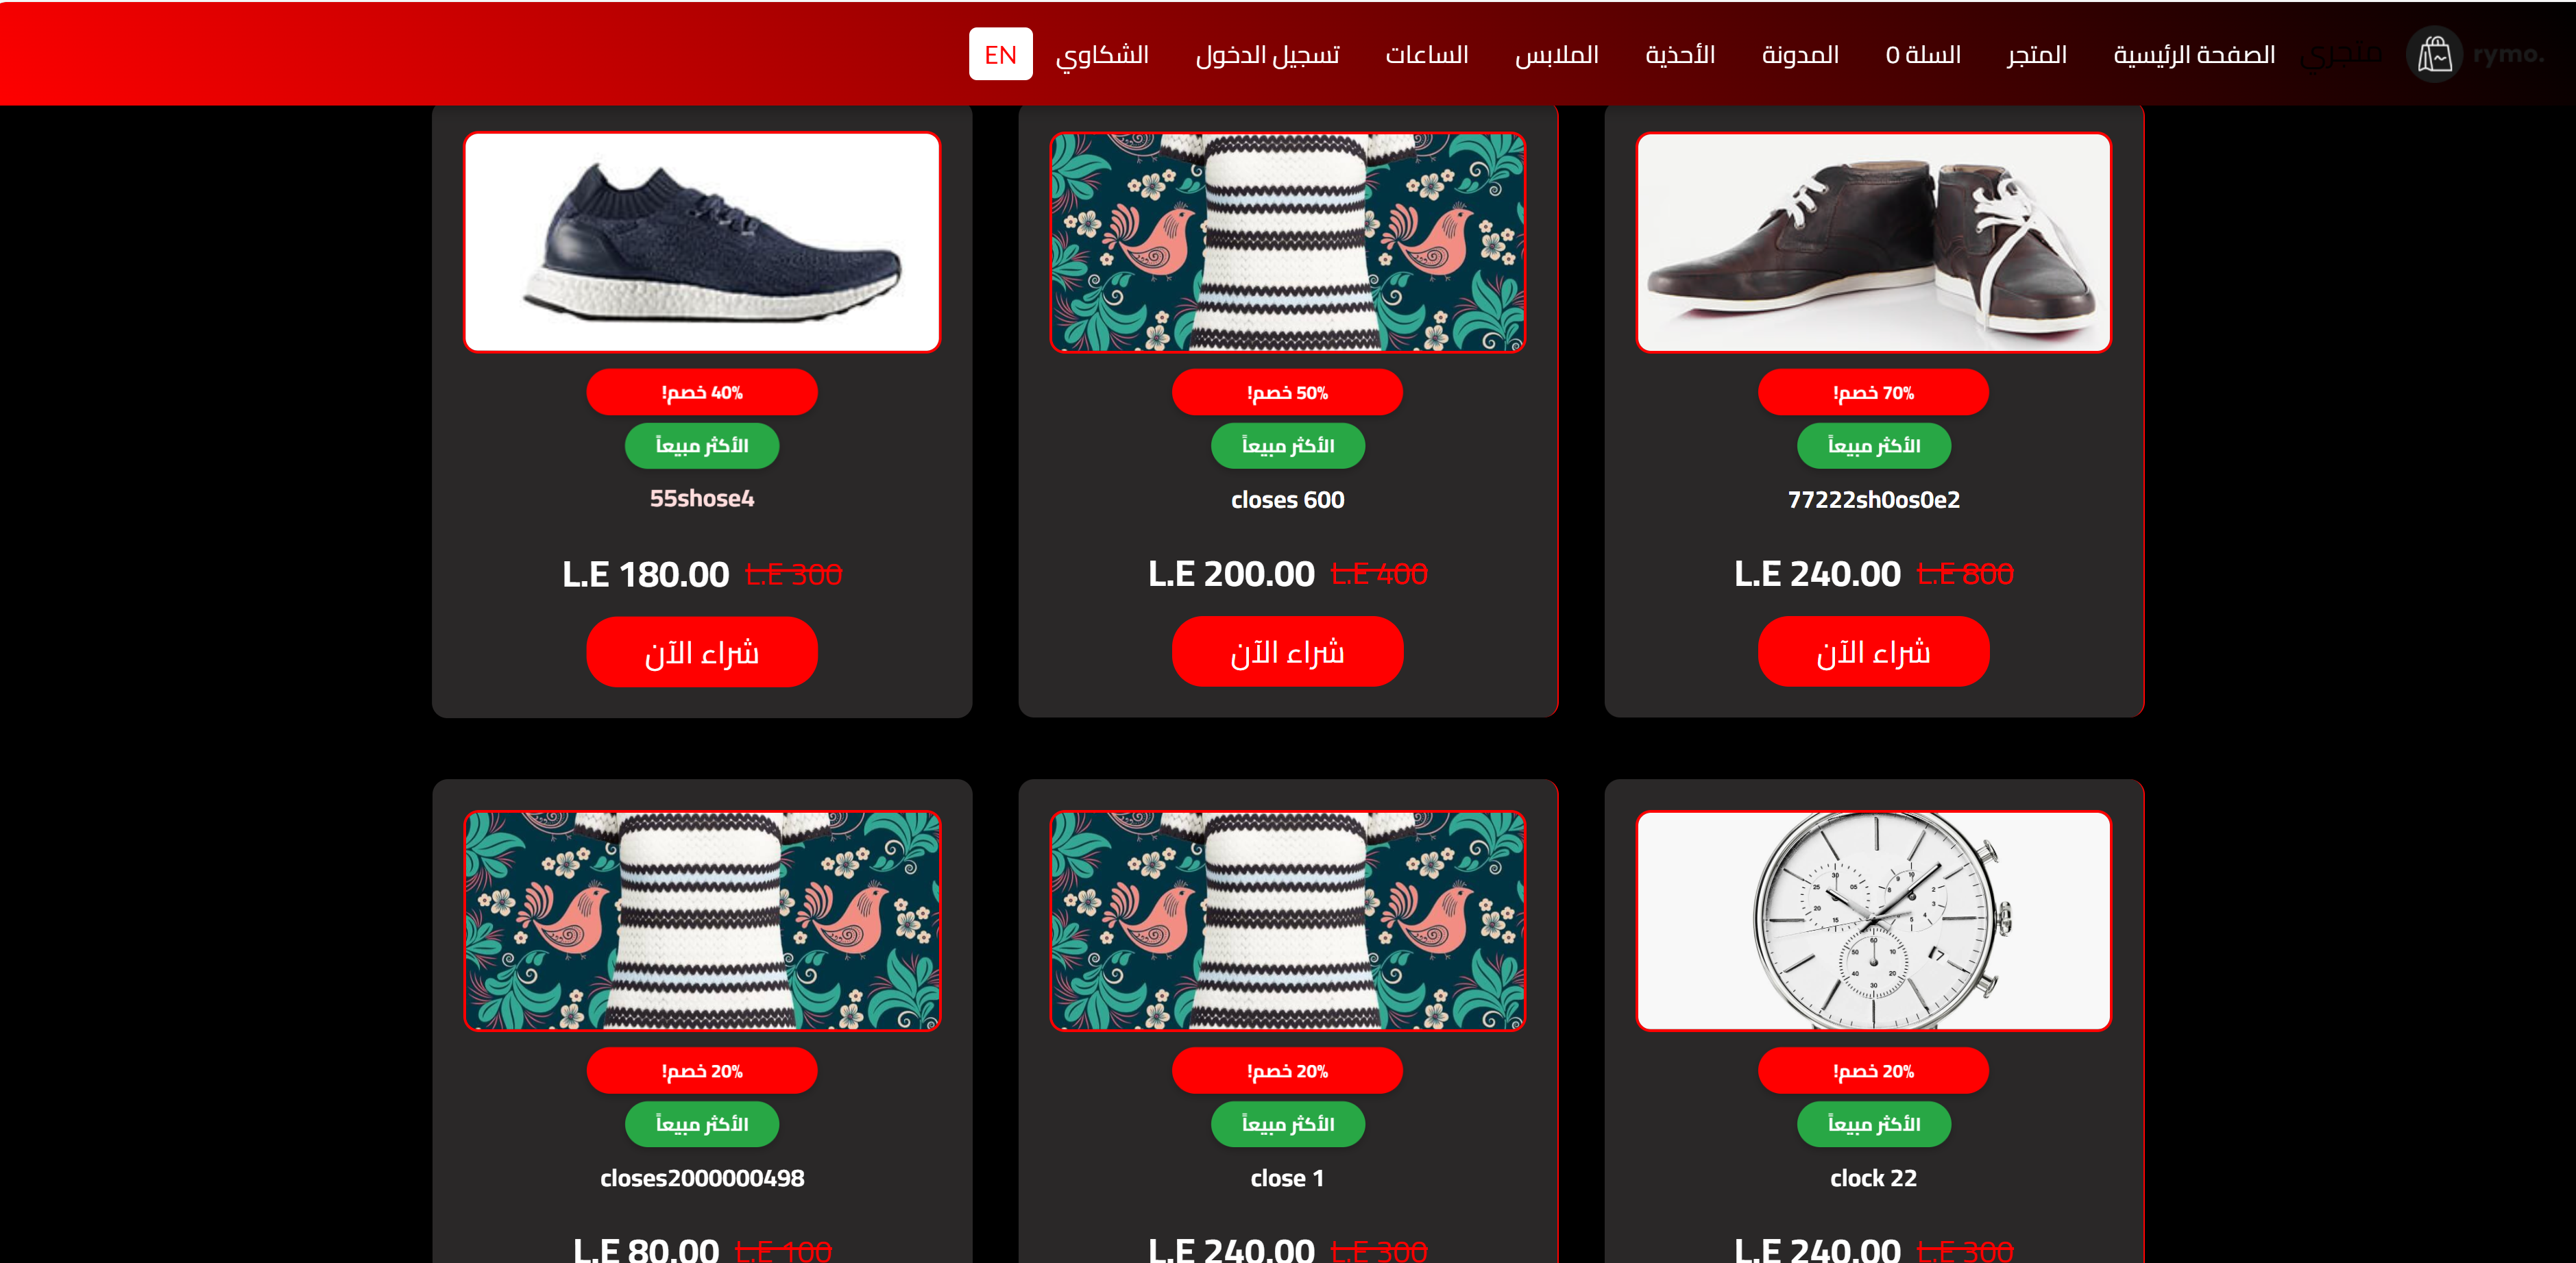 rymo.
متجري
الصفحة الرئيسية
المتجر
السلة 0
المدونة
الأحذية
الملابس
الساعات
تسجيل الدخول
الشكاوي
EN
70% خصم!
الأكثر مبيعاً
77222sh0os0e2
L.E 240.00 L.E 800
شراء الآن
50% خصم!
الأكثر مبيعاً
closes 600
L.E 200.00 L.E 400
شراء الآن
40% خصم!
الأكثر مبيعاً
55shose4
L.E 180.00 L.E 300
شراء الآن
20% خصم!
الأكثر مبيعاً
clock 22
L.E 240.00 L.E 300
20% خصم!
الأكثر مبيعاً
close 1
L.E 240.00 L.E 300
20% خصم!
الأكثر مبيعاً
closes2000000498
L.E 80.00 L.E 100